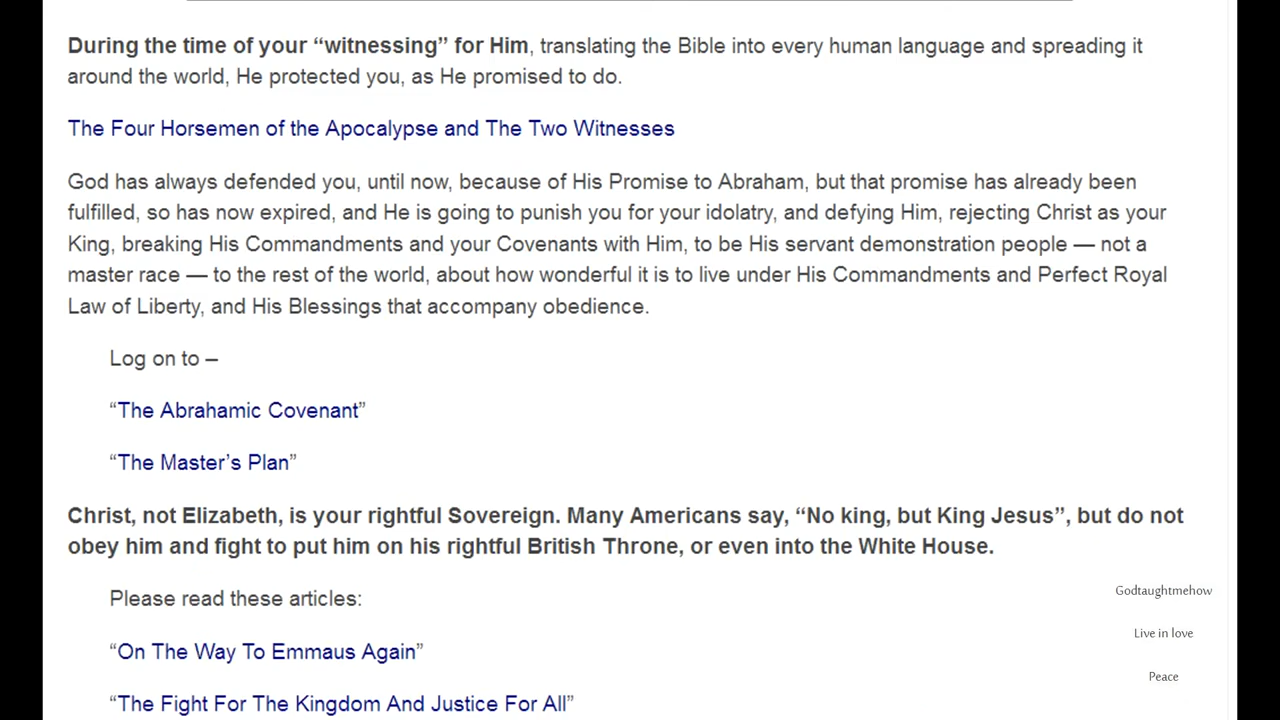 During the time of your “witnessing” for Him, translating the Bible into every human language and spreading it
around the world, He protected you, as He promised to do.
The Four Horsemen of the Apocalypse and The Two Witnesses
God has always defended you, until now, because of His Promise to Abraham, but that promise has already been
fulfilled, so has now expired, and He is going to punish you for your idolatry, and defying Him, rejecting Christ as your
King, breaking His Commandments and your Covenants with Him, to be His servant demonstration people — not a
master race — to the rest of the world, about how wonderful it is to live under His Commandments and Perfect Royal
Law of Liberty, and His Blessings that accompany obedience.
Log on to –
“The Abrahamic Covenant”
“The Master’s Plan”
Christ, not Elizabeth, is your rightful Sovereign. Many Americans say, “No king, but King Jesus”, but do not
obey him and fight to put him on his rightful British Throne, or even into the White House.
Please read these articles:
“On The Way To Emmaus Again”
“The Fight For The Kingdom And Justice For All”
Godtaughtmehow
Live in love
Peace